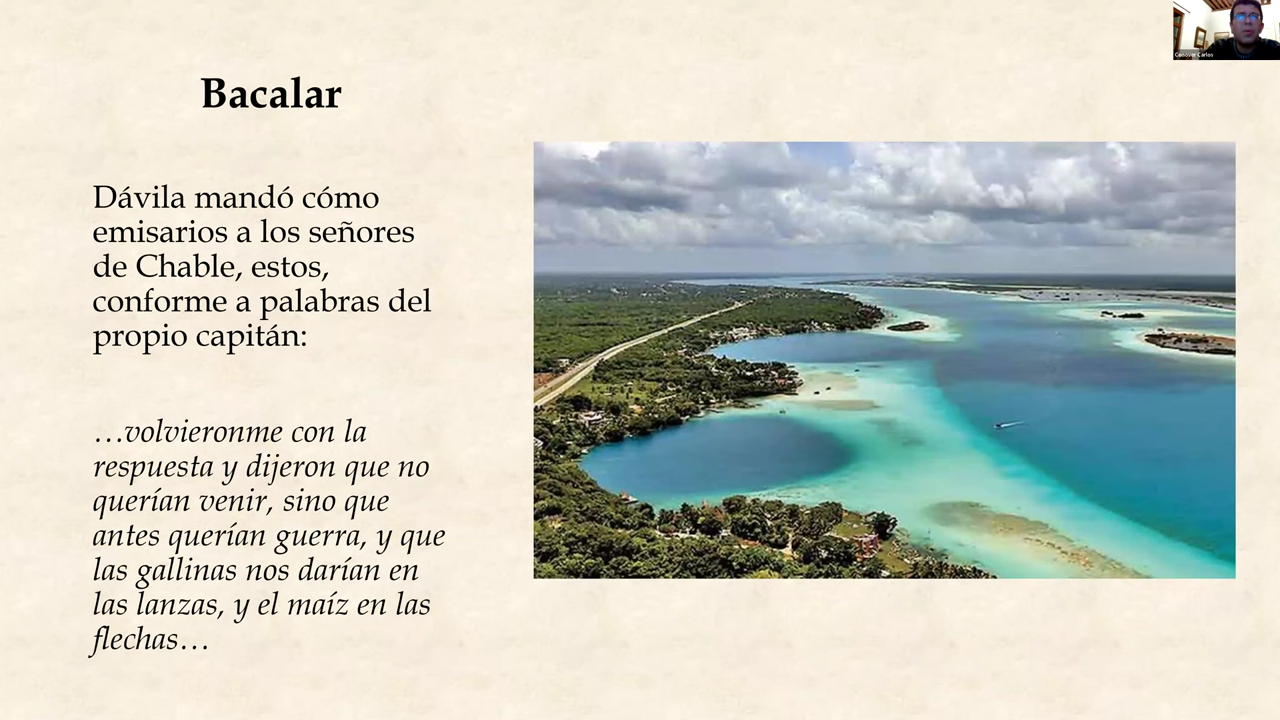 Bacalar
Dávila mandó cómo
emisarios a los señores
de Chable, estos,
conforme a palabras del
propio capitán:
…volvieronme con la
respuesta y dijeron que no
querían venir, sino que
antes querían guerra, y que
las gallinas nos darían en
las lanzas, y el maíz en las
flechas…
Canover Carlos